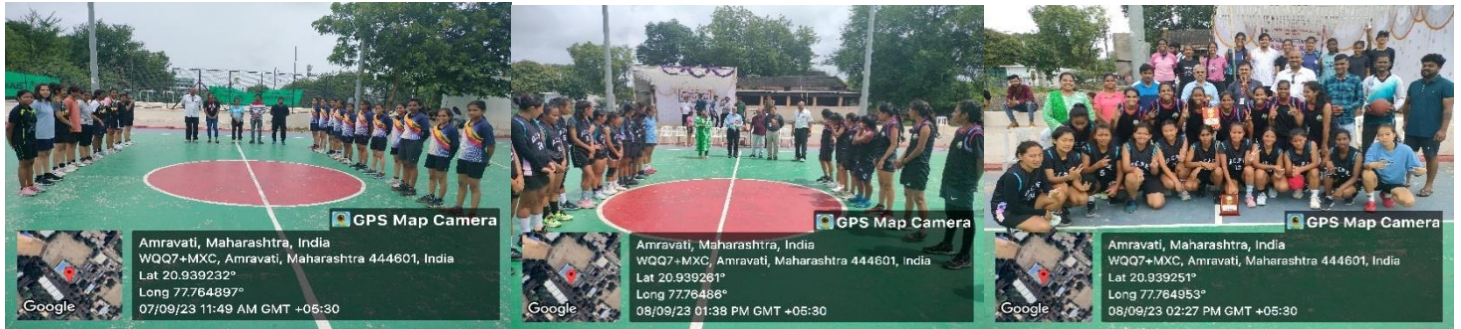 GPS Map Camera
Amravati, Maharashtra, India
WQQ7+MXC, Amravati, Maharashtra 444601, India
Lat 20.939232°
Long 77.764897°
07/09/23 11:49 AM GMT +05:30
Google
GPS Map Camera
Amravati, Maharashtra, India
WQQ7+MXC, Amravati, Maharashtra 444601, India
Lat 20.939261°
Long 77.76486°
08/09/23 01:38 PM GMT +05:30
Google
GPS Map Camera
Amravati, Maharashtra, India
WQQ7+MXC, Amravati, Maharashtra 444601, India
Lat 20.939251°
Long 77.764953°
08/09/23 02:27 PM GMT +05:30
Google